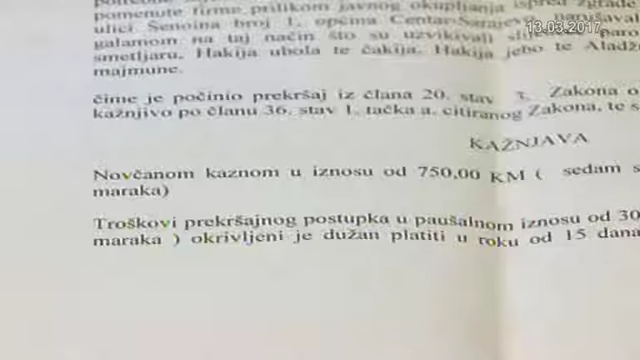 13.03.2017
pomenute firme prilikom javnog okupljanja ispred zgrade
ulici Šenoina broj 1, općina Centar-Sarajevo
galamom na taj način što su uzvikivali
smetljaru, Hakija ubola te čakija, Hakija jebo te Aladž
majmune.
čime je počinio prekršaj iz člana 20. stav 3. Zakona o
kažnjivo po članu 36. stav 1. tačka a. citiranog Zakona, te s
KAŽNJAVA
Novčanom kaznom u iznosu od 750,00 KM ( sedam s
maraka)
Troškovi prekršajnog postupka u paušalnom iznosu od 30
maraka ) okrivljeni je dužan platiti u roku od 15 dana